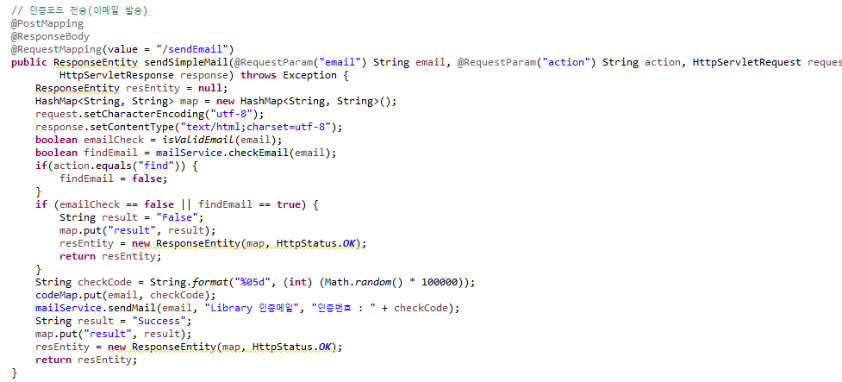 // 인증코드 전송(이메일 발송)
@PostMapping
@ResponseBody
@RequestMapping(value = "/sendEmail")
public ResponseEntity sendSimpleMail(@RequestParam("email") String email, @RequestParam("action") String action, HttpServletRequest reques
        HttpServletResponse response) throws Exception {
    ResponseEntity resEntity = null;
    HashMap<String, String> map = new HashMap<String, String>();
    request.setCharacterEncoding("utf-8");
    response.setContentType("text/html;charset=utf-8");
    boolean emailCheck = isValidEmail(email);
    boolean findEmail = mailService.checkEmail(email);
    if(action.equals("find")) {
        findEmail = false;
    }
    if (emailCheck == false || findEmail == true) {
        String result = "False";
        map.put("result", result);
        resEntity = new ResponseEntity(map, HttpStatus.OK);
        return resEntity;
    }
    String checkCode = String.format("%05d", (int) (Math.random() * 100000));
    codeMap.put(email, checkCode);
    mailService.sendMail(email, "Library 인증메일", "인증번호 : " + checkCode);
    String result = "Success";
    map.put("result", result);
    resEntity = new ResponseEntity(map, HttpStatus.OK);
    return resEntity;
}